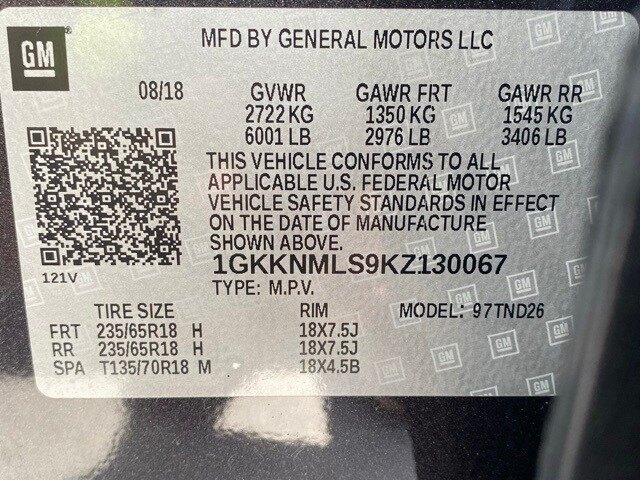 GM
MFD BY GENERAL MOTORS LLC
08/18 GVWR GAWR FRT GAWR RR
2722 KG 1350 KG 1545 KG
6001 LB 2976 LB 3406 LB
THIS VEHICLE CONFORMS TO ALL
APPLICABLE U.S. FEDERAL MOTOR
VEHICLE SAFETY STANDARDS IN EFFECT
ON THE DATE OF MANUFACTURE
SHOWN ABOVE.
1GKKNMLS9KZ130067
121V
TYPE: M.P.V.
TIRE SIZE RIM MODEL: 97TND26
FRT 235/65R18 H 18X7.5J
RR 235/65R18 H 18X7.5J
SPA T135/70R18 M 18X4.5B